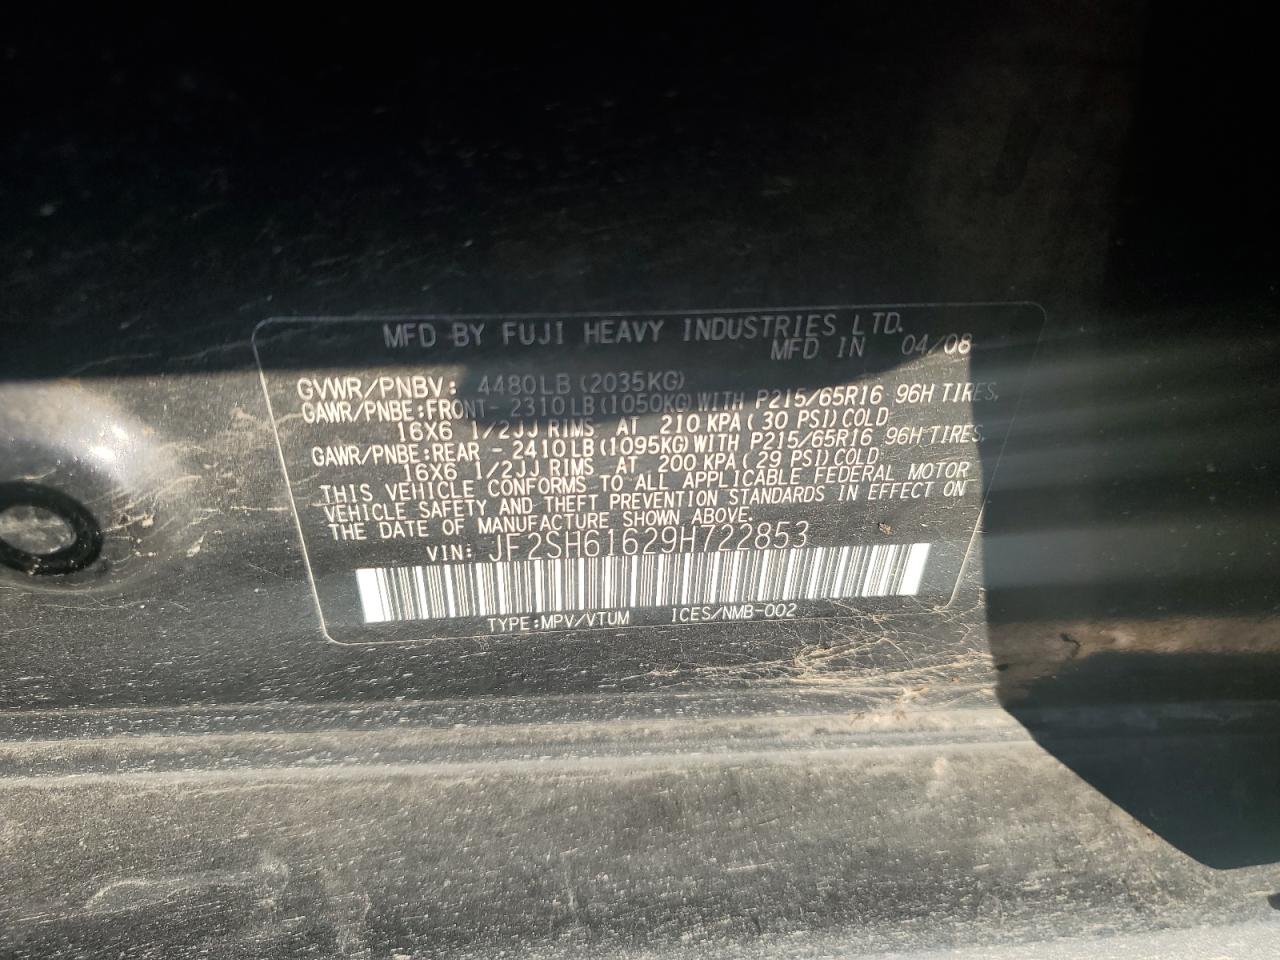 MFD BY FUJI HEAVY INDUSTRIES LTD.
MFD IN 04/08
GVWR/PNBV: 4480LB (2035KG)
GAWR/PNBE:FRONT- 2310LB (1050KG) WITH P215/65R16 96H TIRES,
16X6 1/2JJ RIMS AT 210 KPA (30 PSI) COLD
GAWR/PNBE:REAR - 2410LB (1095KG) WITH P215/65R16 96H TIRES,
16X6 1/2JJ RIMS AT 200 KPA (29 PSI) COLD
THIS VEHICLE CONFORMS TO ALL APPLICABLE FEDERAL MOTOR
VEHICLE SAFETY AND THEFT PREVENTION STANDARDS IN EFFECT ON
THE DATE OF MANUFACTURE SHOWN ABOVE.
VIN: JF2SH61629H722853
TYPE:MPV/VTUM ICES/NMB-002